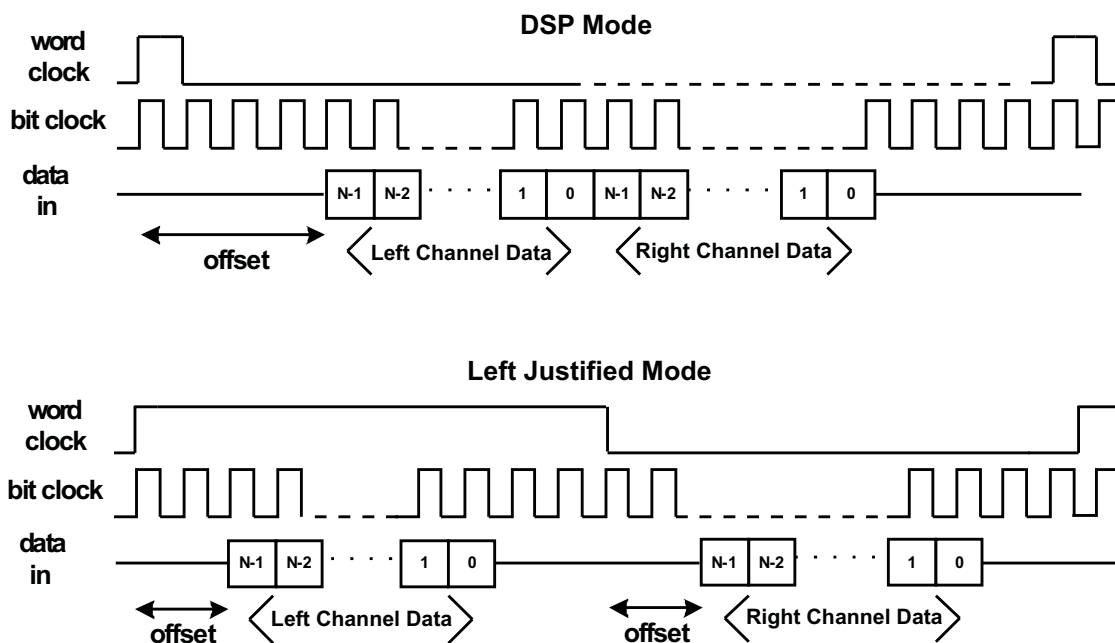 DSP Mode
word
clock
bit clock
data
in
N-1 N-2 . . . . . 1 0 N-1 N-2 . . . . . . 1 0
offset
Left Channel Data
Right Channel Data
Left Justified Mode
word
clock
bit clock
data
in
N-1 N-2 . . . . . 1 0 N-1 N-2 . . . . . . 1 0
offset
Left Channel Data
offset
Right Channel Data